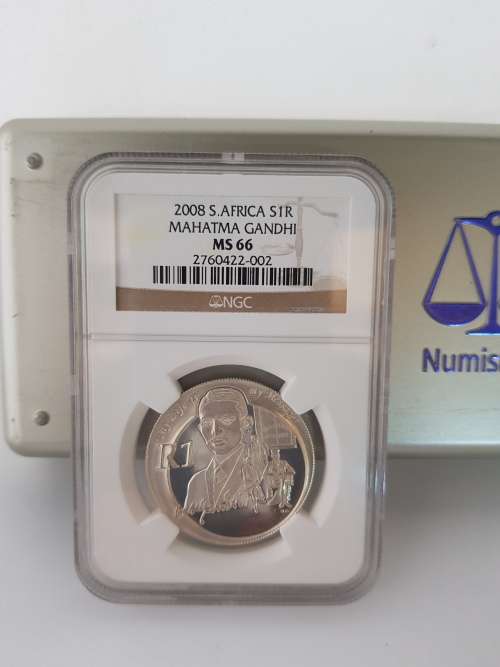 2008 S.AFRICA S1R
MAHATMA GANDHI
MS 66
2760422-002
NGC
Numis
R1